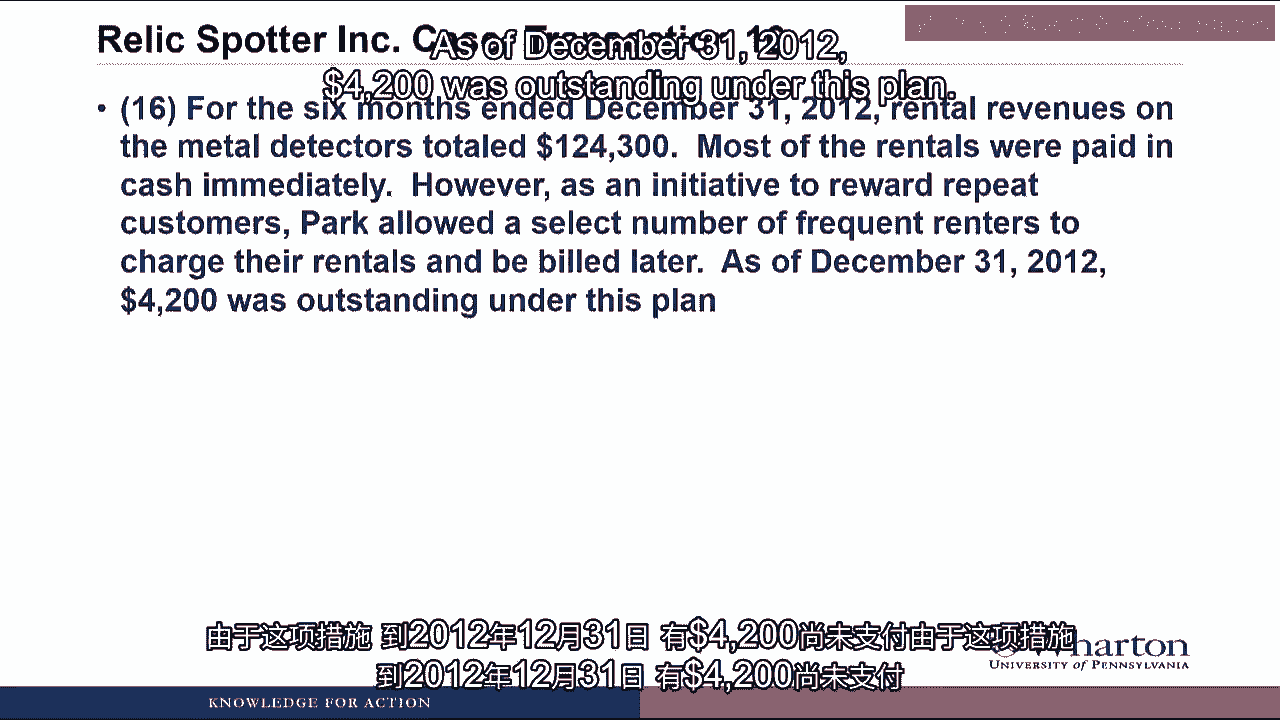 Relic Spotter Inc. Case: Transaction 16
As of December 31, 2012,
$4,200 was outstanding under this plan.
• (16) For the six months ended December 31, 2012, rental revenues on
the metal detectors totaled $124,300. Most of the rentals were paid in
cash immediately. However, as an initiative to reward repeat
customers, Park allowed a select number of frequent renters to
charge their rentals and be billed later. As of December 31, 2012,
$4,200 was outstanding under this plan
由于这项措施 到2012年12月31日 有$4,200尚未支付由于这项措施
到2012年12月31日 有$4,200尚未支付
Wharton
UNIVERSITY of PENNSYLVANIA
KNOWLEDGE FOR ACTION